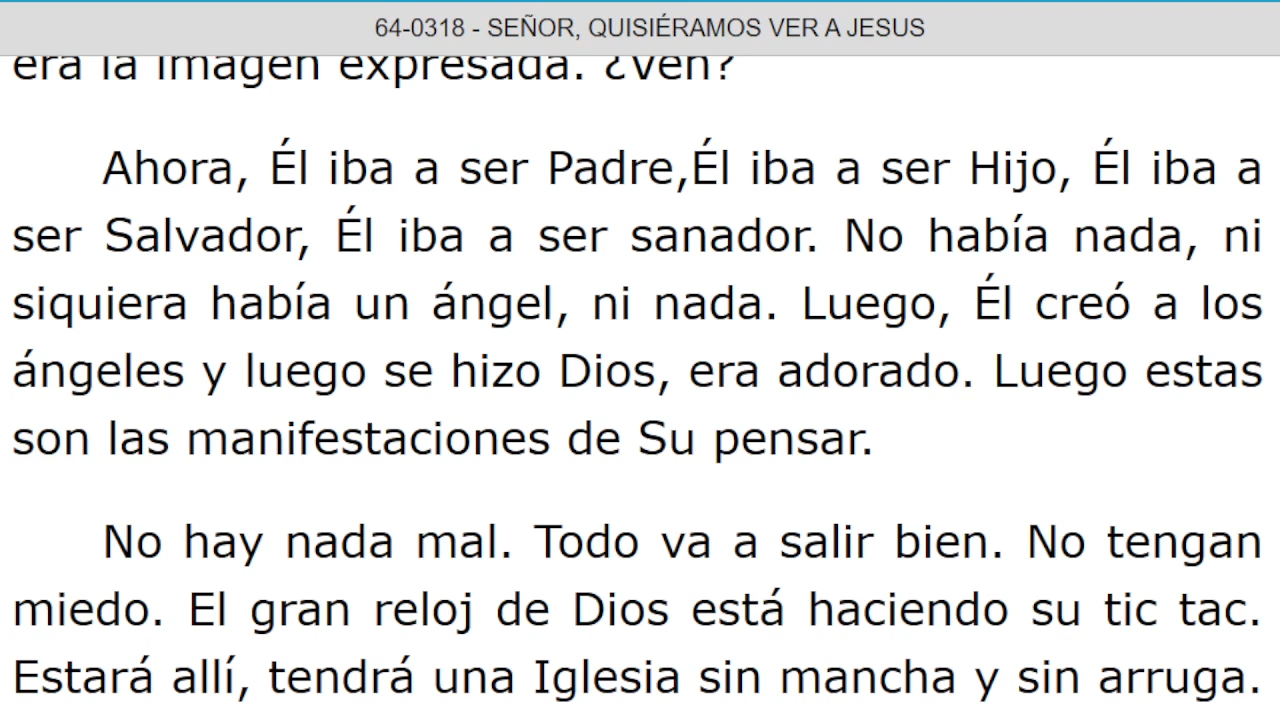 64-0318 - SEÑOR, QUISIÉRAMOS VER A JESUS
era la imagen expresada. ¿Ven?
Ahora, Él iba a ser Padre,Él iba a ser Hijo, Él iba a
ser Salvador, Él iba a ser sanador. No había nada, ni
siquiera había un ángel, ni nada. Luego, Él creó a los
ángeles y luego se hizo Dios, era adorado. Luego estas
son las manifestaciones de Su pensar.
No hay nada mal. Todo va a salir bien. No tengan
miedo. El gran reloj de Dios está haciendo su tic tac.
Estará allí, tendrá una Iglesia sin mancha y sin arruga.